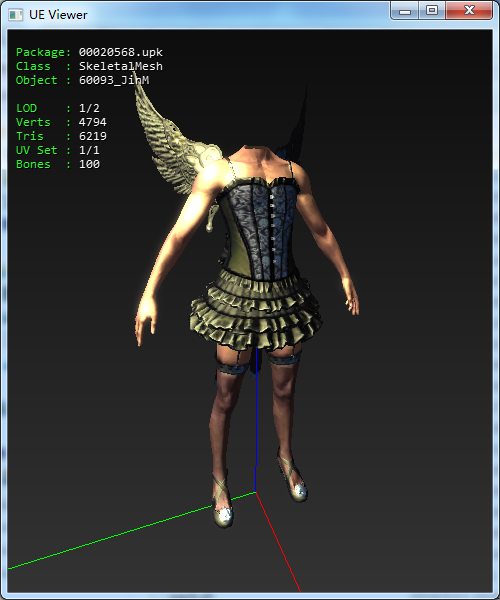 UE Viewer
Package: 00020568.upk
Class : SkeletalMesh
Object : 60093_JinM
LOD : 1/2
Verts : 4794
Tris : 6219
UV Set : 1/1
Bones : 100